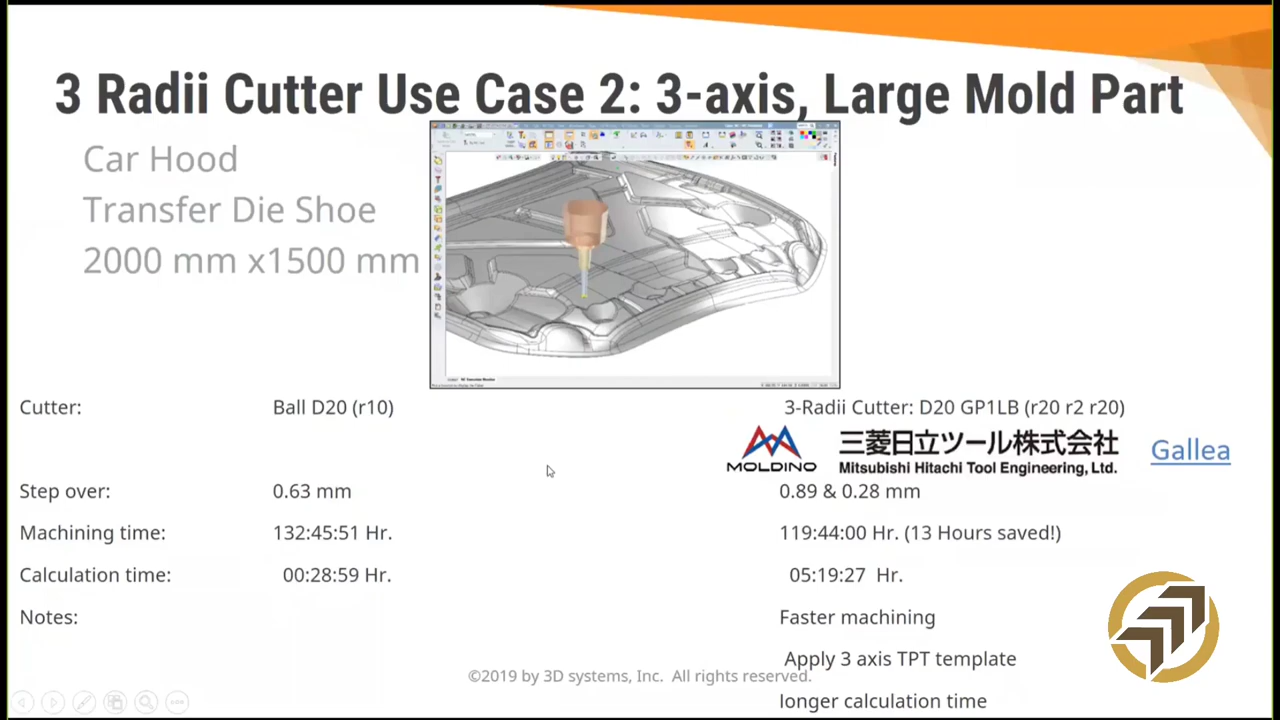 3 Radii Cutter Use Case 2: 3-axis, Large Mold Part
Car Hood
Transfer Die Shoe
2000 mm x1500 mm
Cutter: Ball D20 (r10) 3-Radii Cutter: D20 GP1LB (r20 r2 r20)
MOLDINO 三菱日立ツール株式会社 Gallea
Mitsubishi Hitachi Tool Engineering, Ltd.
Step over: 0.63 mm 0.89 & 0.28 mm
Machining time: 132:45:51 Hr. 119:44:00 Hr. (13 Hours saved!)
Calculation time: 00:28:59 Hr. 05:19:27 Hr.
Notes: Faster machining
Apply 3 axis TPT template
©2019 by 3D systems, Inc. All rights reserved.
longer calculation time